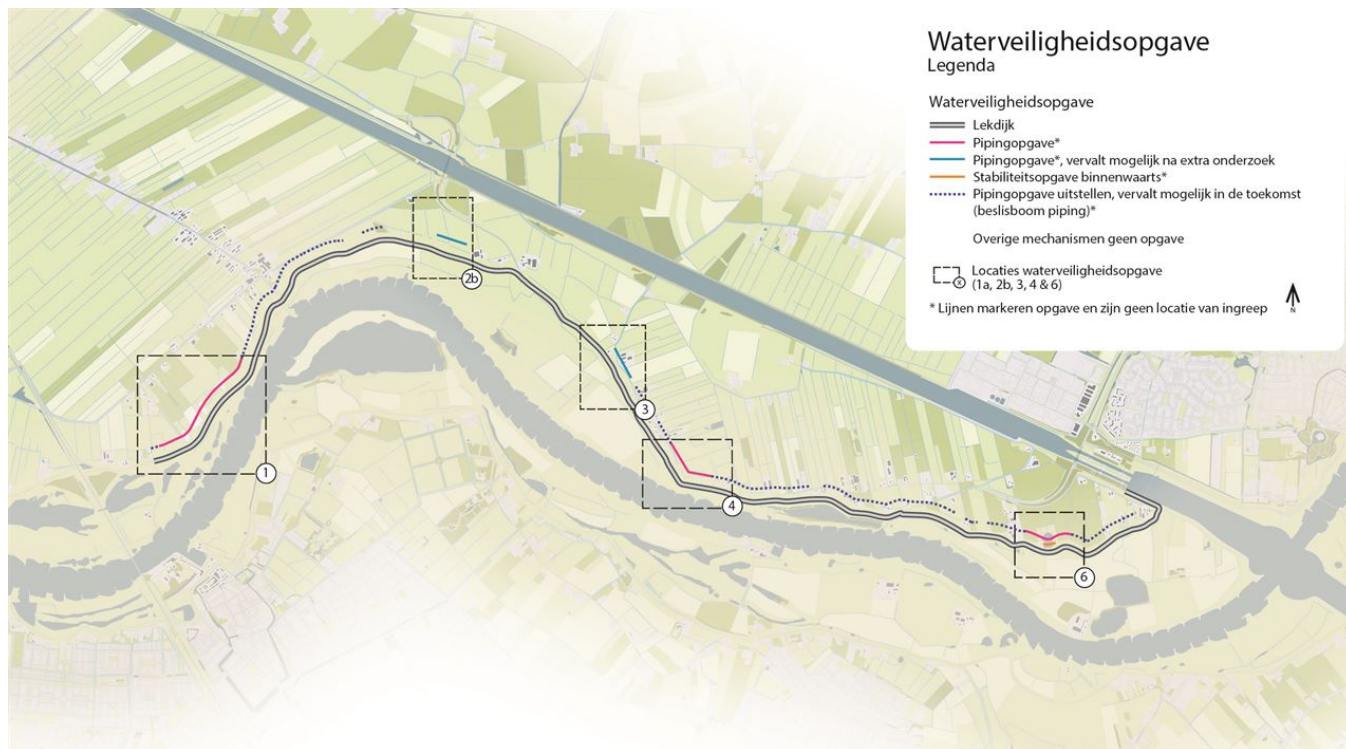 Waterveiligheidsopgave
Legenda
Waterveiligheidsopgave
Lekdijk
Pipingopgave*
Pipingopgave*, vervalt mogelijk na extra onderzoek
Stabiliteitsopgave binnenwaarts*
Pipingopgave uitstellen, vervalt mogelijk in de toekomst
(beslisboom piping)*
Overige mechanismen geen opgave
x
Locaties waterveiligheidsopgave
(1a, 2b, 3, 4 & 6)
* Lijnen markeren opgave en zijn geen locatie van ingreep
N
2b
3
1
4
6